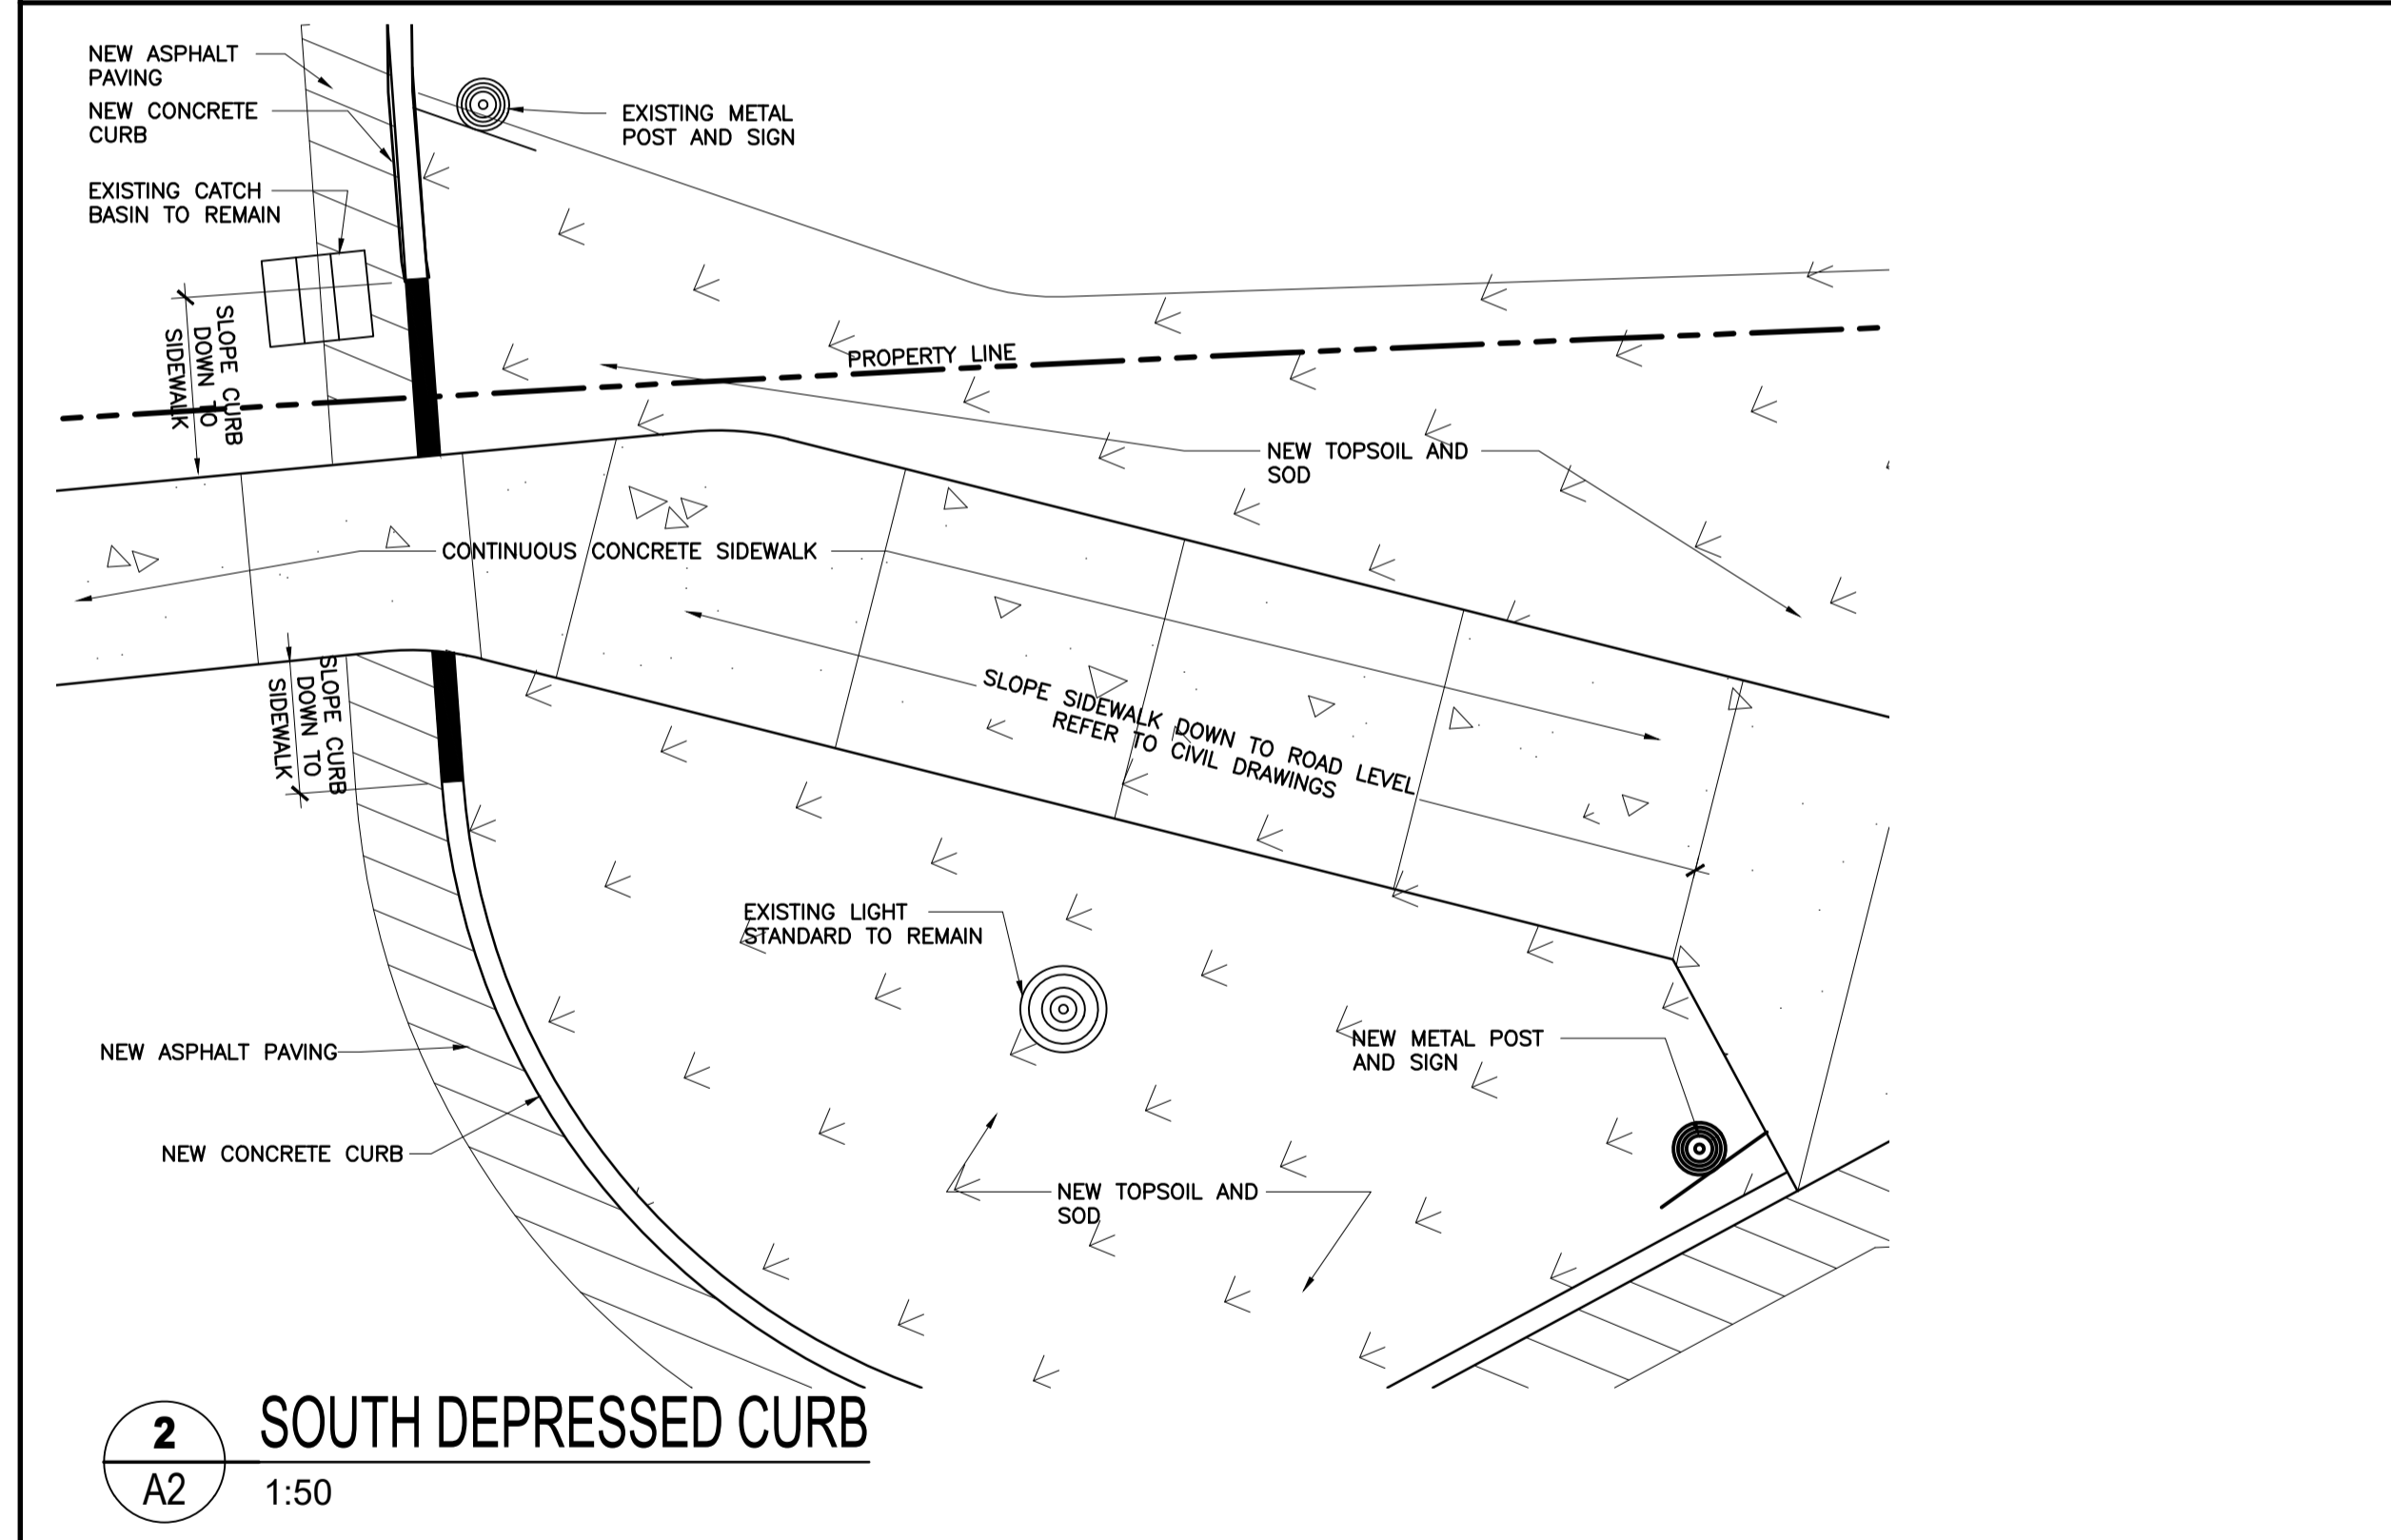 NEW ASPHALT
PAVING
NEW CONCRETE
CURB
EXISTING CATCH
BASIN TO REMAIN
EXISTING METAL
POST AND SIGN
SLOPE CURB
DOWN TO
SIDEWALK
PROPERTY LINE
NEW TOPSOIL AND
SOD
CONTINUOUS CONCRETE SIDEWALK
SLOPE CURB
DOWN TO
SIDEWALK
SLOPE SIDEWALK DOWN TO ROAD LEVEL
REFER TO CIVIL DRAWINGS
EXISTING LIGHT
STANDARD TO REMAIN
NEW METAL POST
AND SIGN
NEW ASPHALT PAVING
NEW CONCRETE CURB
NEW TOPSOIL AND
SOD
2
A2
SOUTH DEPRESSED CURB
1:50